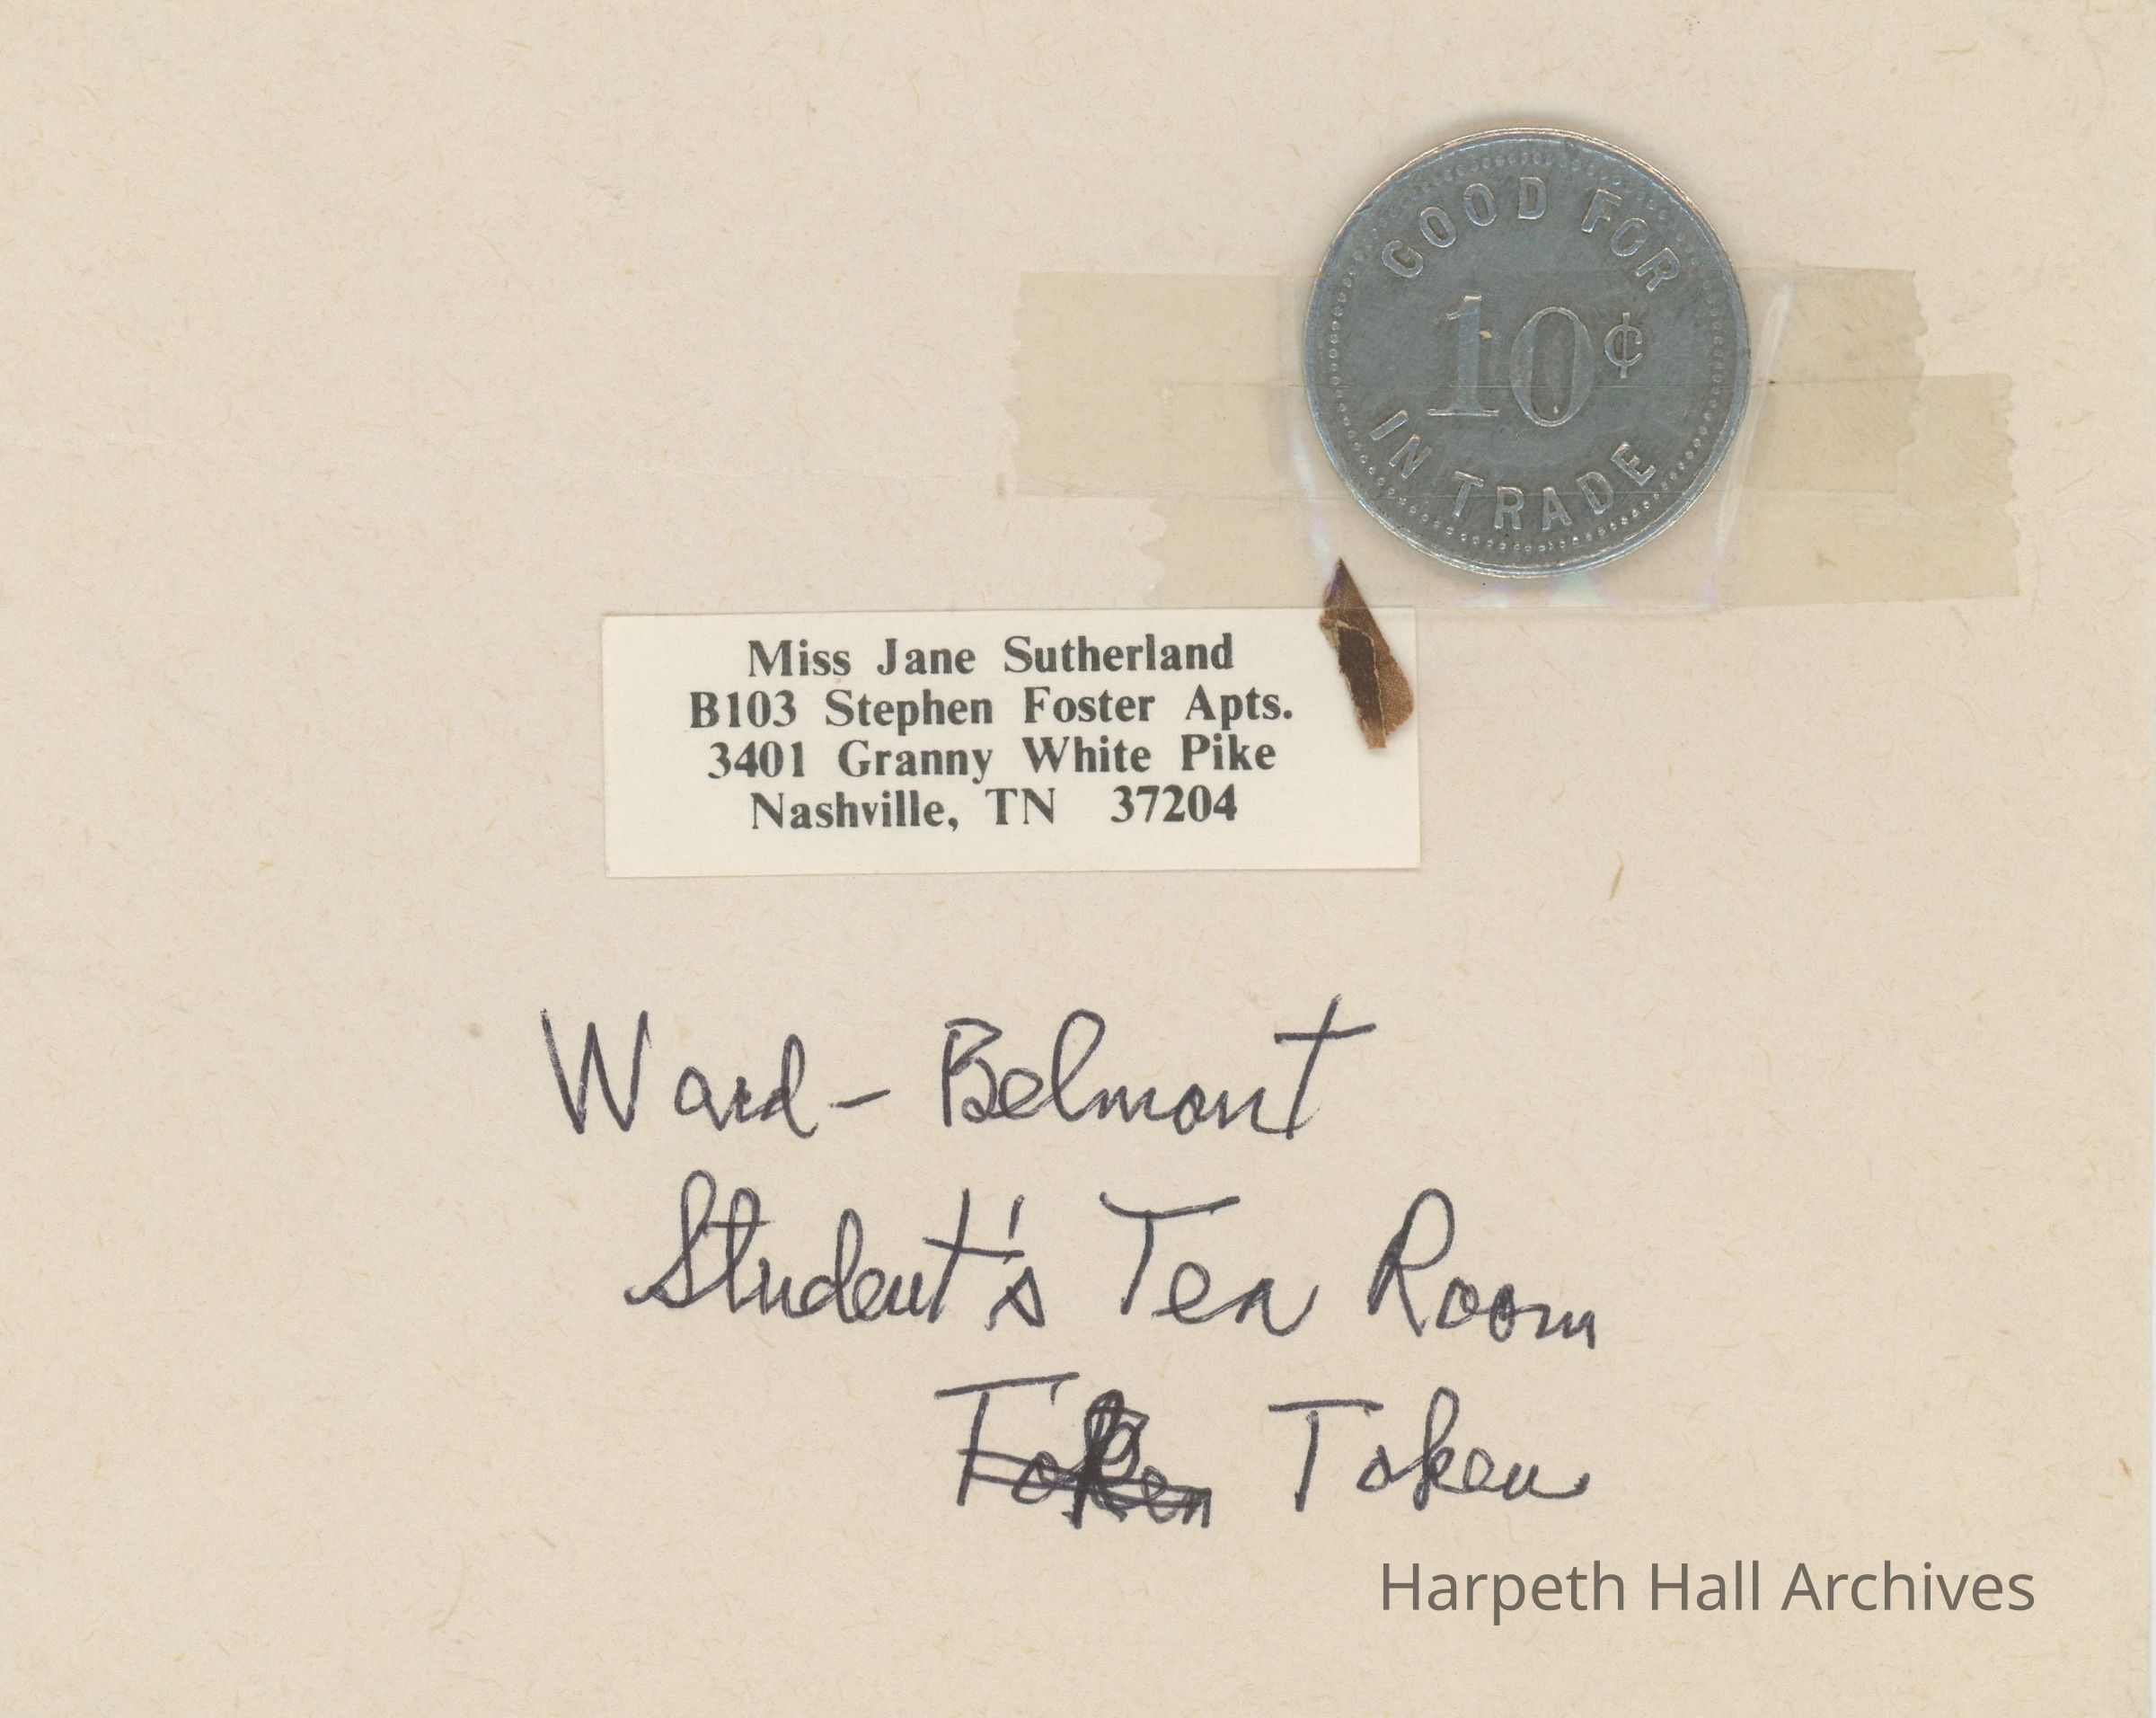 GOOD FOR
10¢
IN TRADE
Miss Jane Sutherland
B103 Stephen Foster Apts.
3401 Granny White Pike
Nashville, TN 37204
Ward-Belmont
Student's Tea Room
Token Token
Harpeth Hall Archives